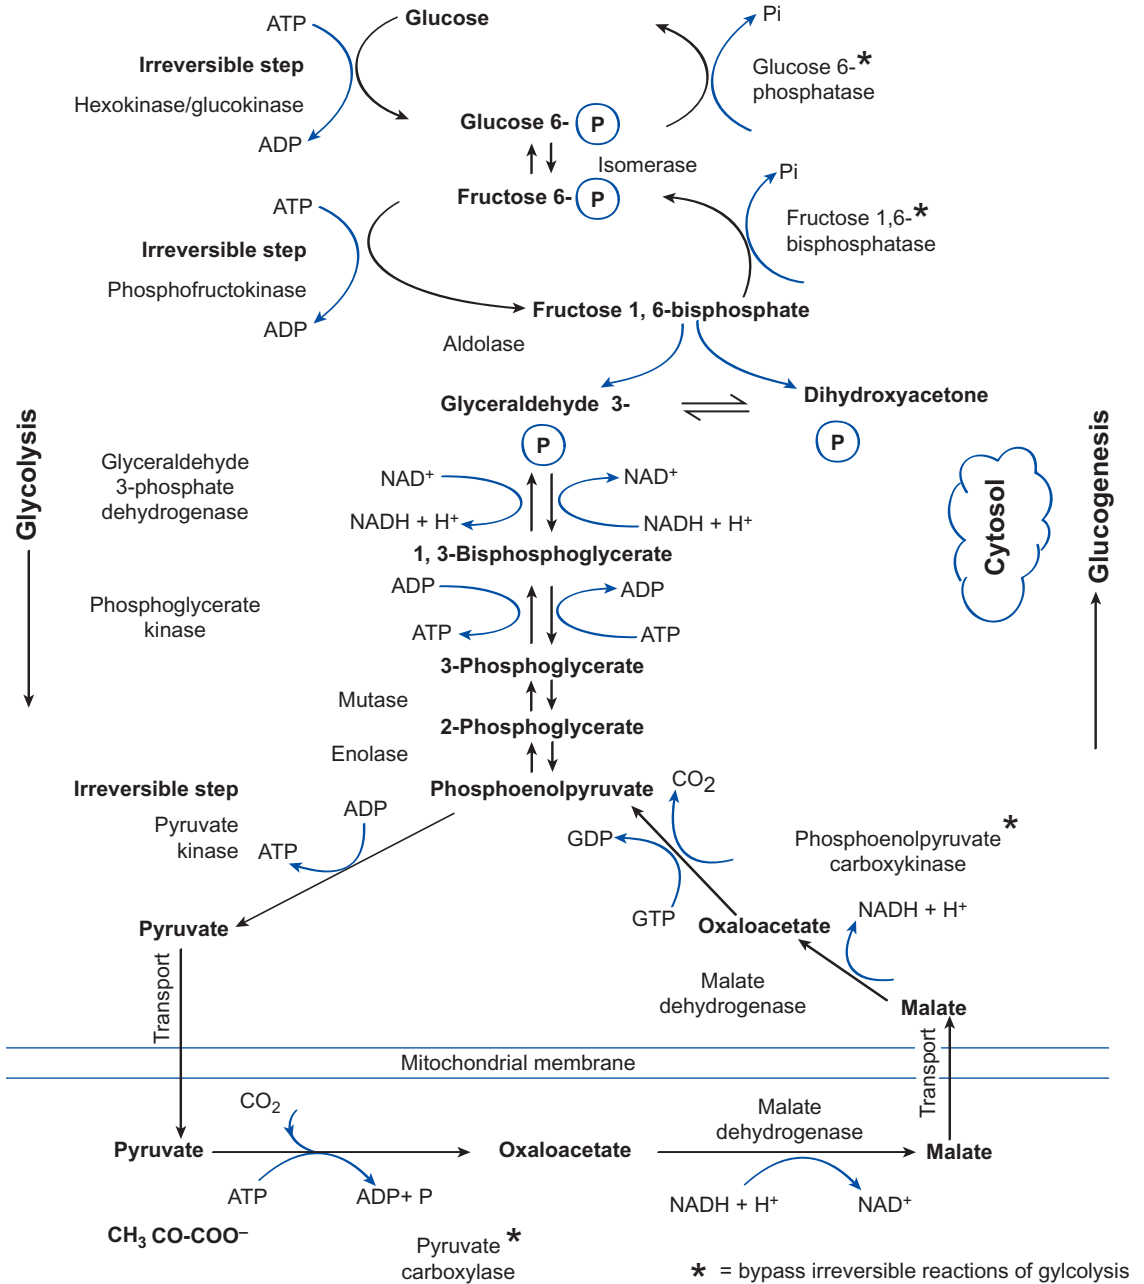 ATP
Glucose
Pi
Irreversible step
Glucose 6-*
phosphatase
Hexokinase/glucokinase
ADP
Glucose 6- P
Isomerase
Pi
Fructose 6- P
ATP
Fructose 1,6-*
bisphosphatase
Irreversible step
Phosphofructokinase
ADP
Fructose 1, 6-bisphosphate
Aldolase
Glyceraldehyde 3-
P
Dihydroxyacetone
P
Glycolysis
Glucogenesis
Cytosol
Glyceraldehyde
3-phosphate
dehydrogenase
NAD+
NAD+
NADH + H+
NADH + H+
1, 3-Bisphosphoglycerate
Phosphoglycerate
kinase
ADP
ADP
ATP
ATP
3-Phosphoglycerate
Mutase
2-Phosphoglycerate
Enolase
Irreversible step
Phosphoenolpyruvate
CO2
Pyruvate
kinase
ADP
ATP
GDP
GTP
Phosphoenolpyruvate*
carboxykinase
Pyruvate
Oxaloacetate
NADH + H+
Malate
dehydrogenase
Malate
Transport
Transport
Mitochondrial membrane
CO2
Malate
dehydrogenase
Pyruvate
Oxaloacetate
Malate
ATP
ADP+ P
NADH + H+
NAD+
CH3 CO-COO−
Pyruvate *
carboxylase
* = bypass irreversible reactions of gylcolysis